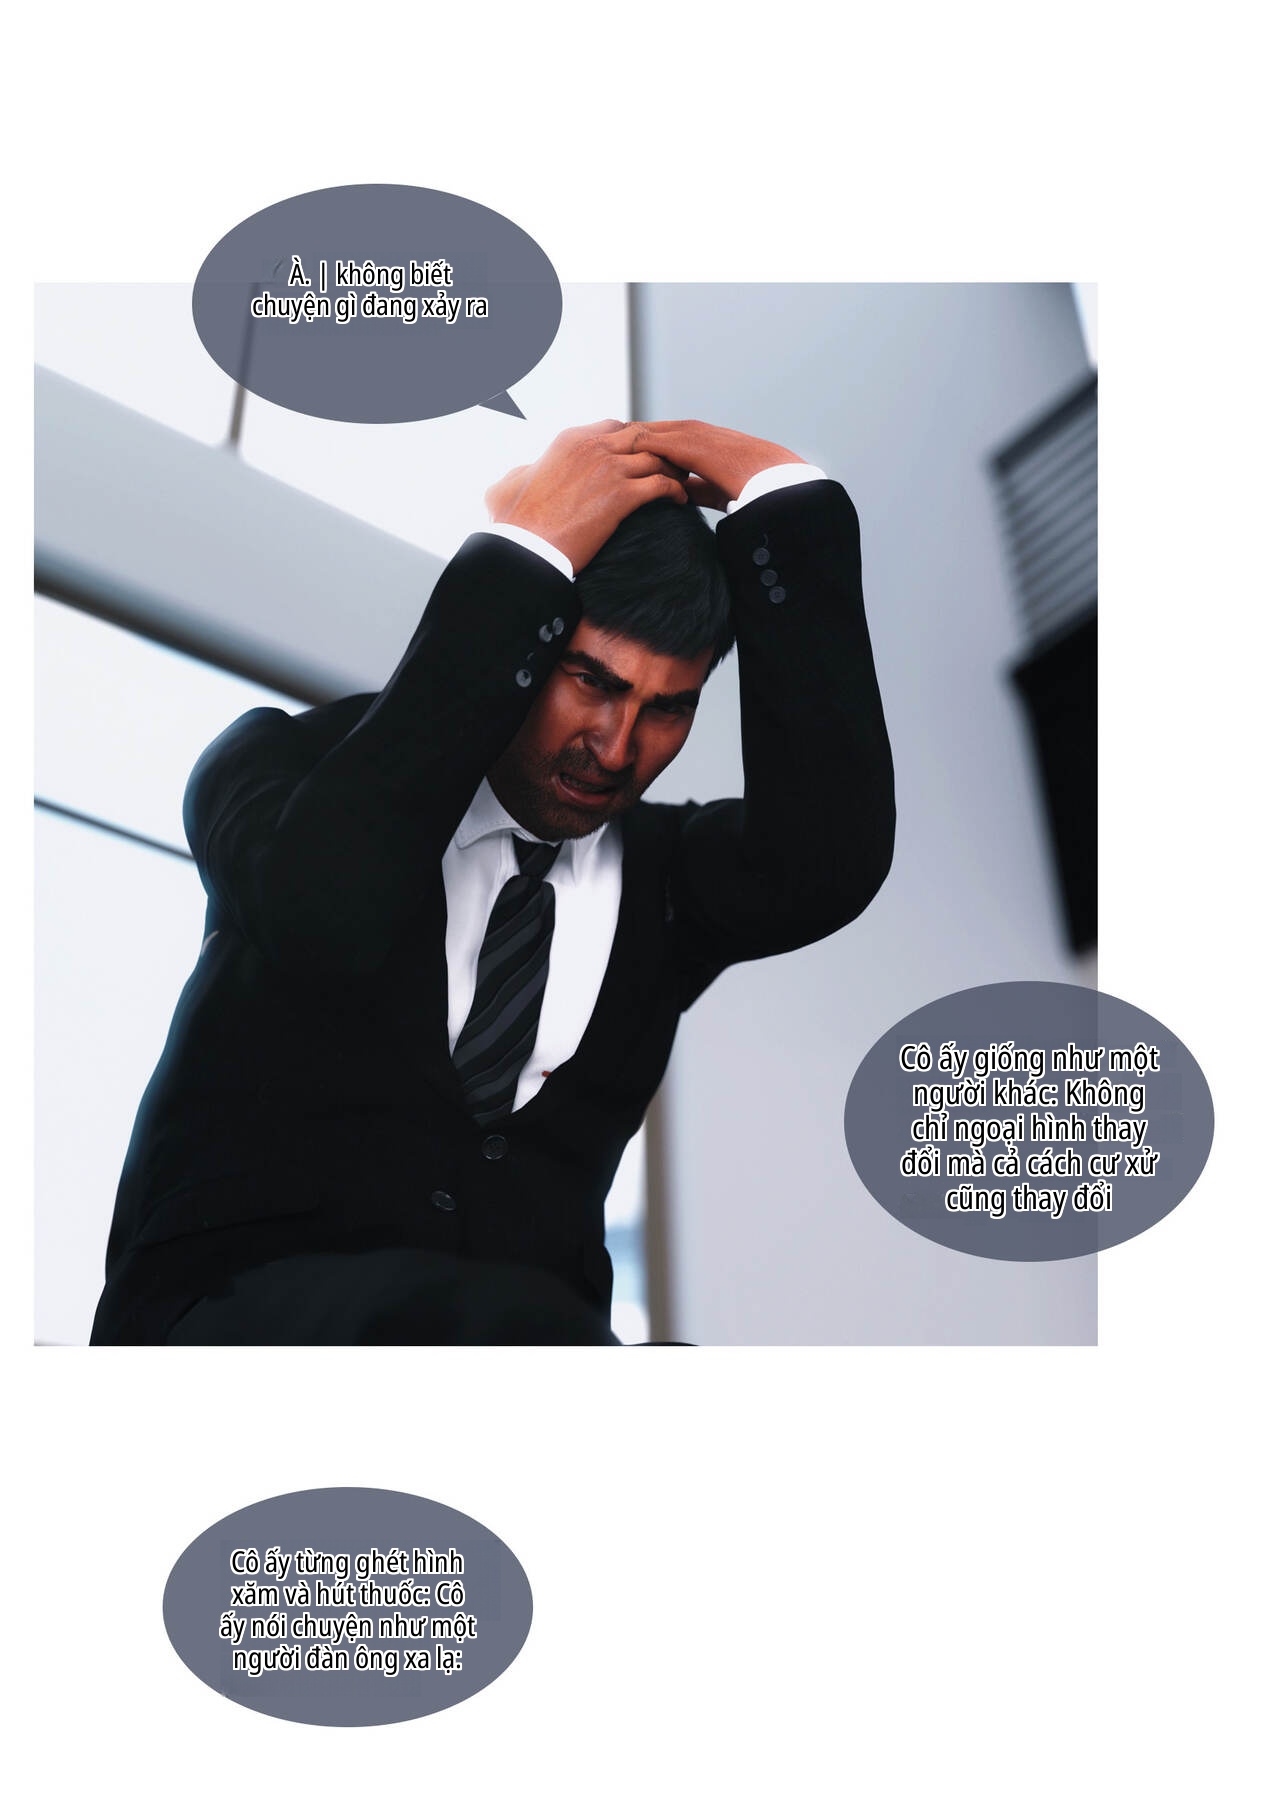 À. | không biết
chuyện gì đang xảy ra
Cô ấy giống như một
người khác: Không
chỉ ngoại hình thay
đổi mà cả cách cư xử
cũng thay đổi
Cô ấy từng ghét hình
xăm và hút thuốc: Cô
ấy nói chuyện như một
người đàn ông xa lạ: